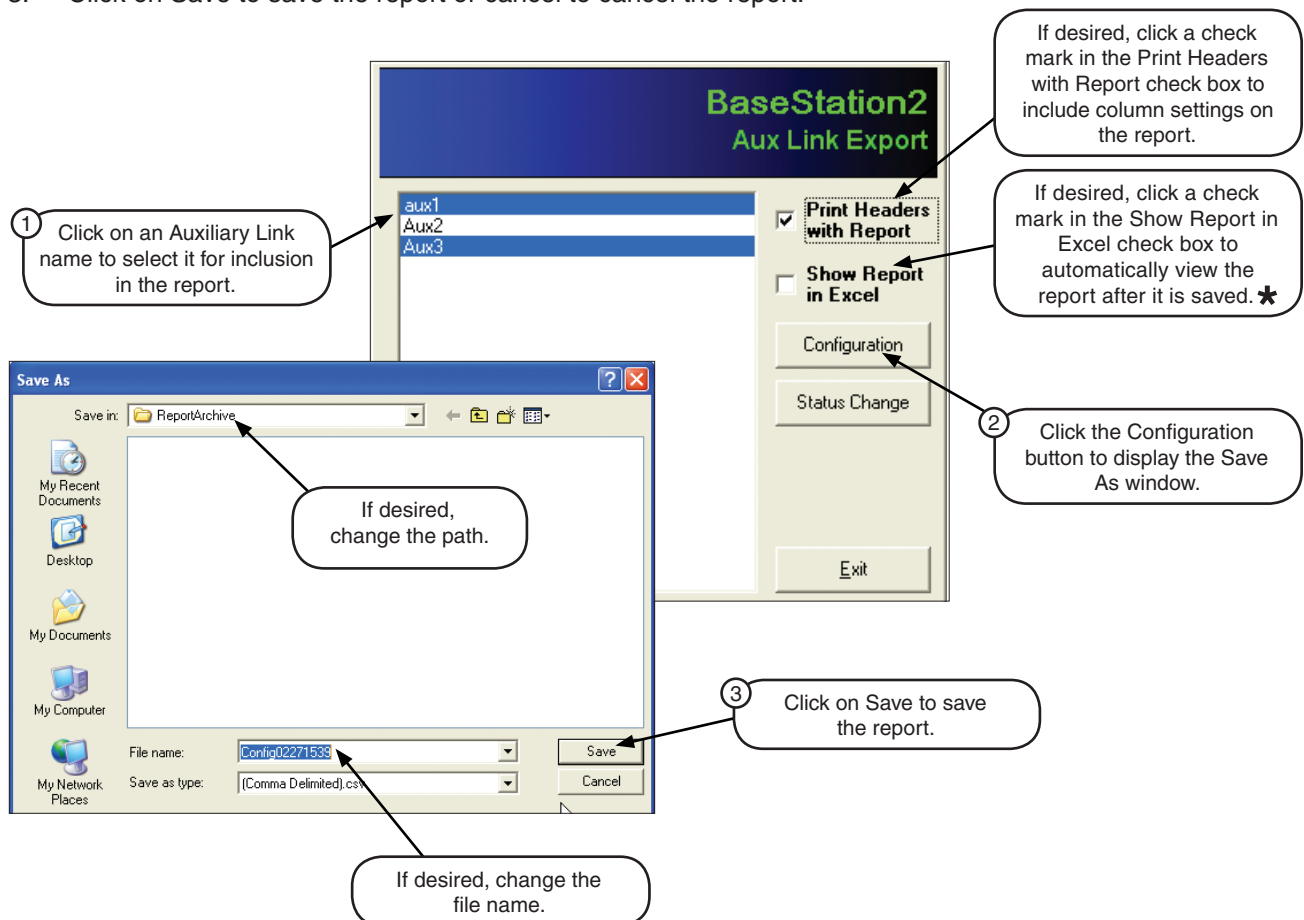 Click on Save to save the report or cancel to cancel the report.
If desired, click a check
mark in the Print Headers
with Report check box to
include column settings on
the report.
BaseStation2
Aux Link Export
If desired, click a check
mark in the Show Report in
Excel check box to
automatically view the
report after it is saved. *
1
Click on an Auxiliary Link
name to select it for inclusion
in the report.
aux1
Aux2
Aux3
Print Headers
with Report
Show Report
in Excel
Configuration
Status Change
Exit
2
Click the Configuration
button to display the Save
As window.
Save As
Save in:
ReportArchive
My Recent
Documents
Desktop
My Documents
My Computer
My Network
Places
If desired,
change the path.
3
Click on Save to save
the report.
File name:
Config02271539
Save
Save as type:
(Comma Delimited).csv
Cancel
If desired, change the
file name.